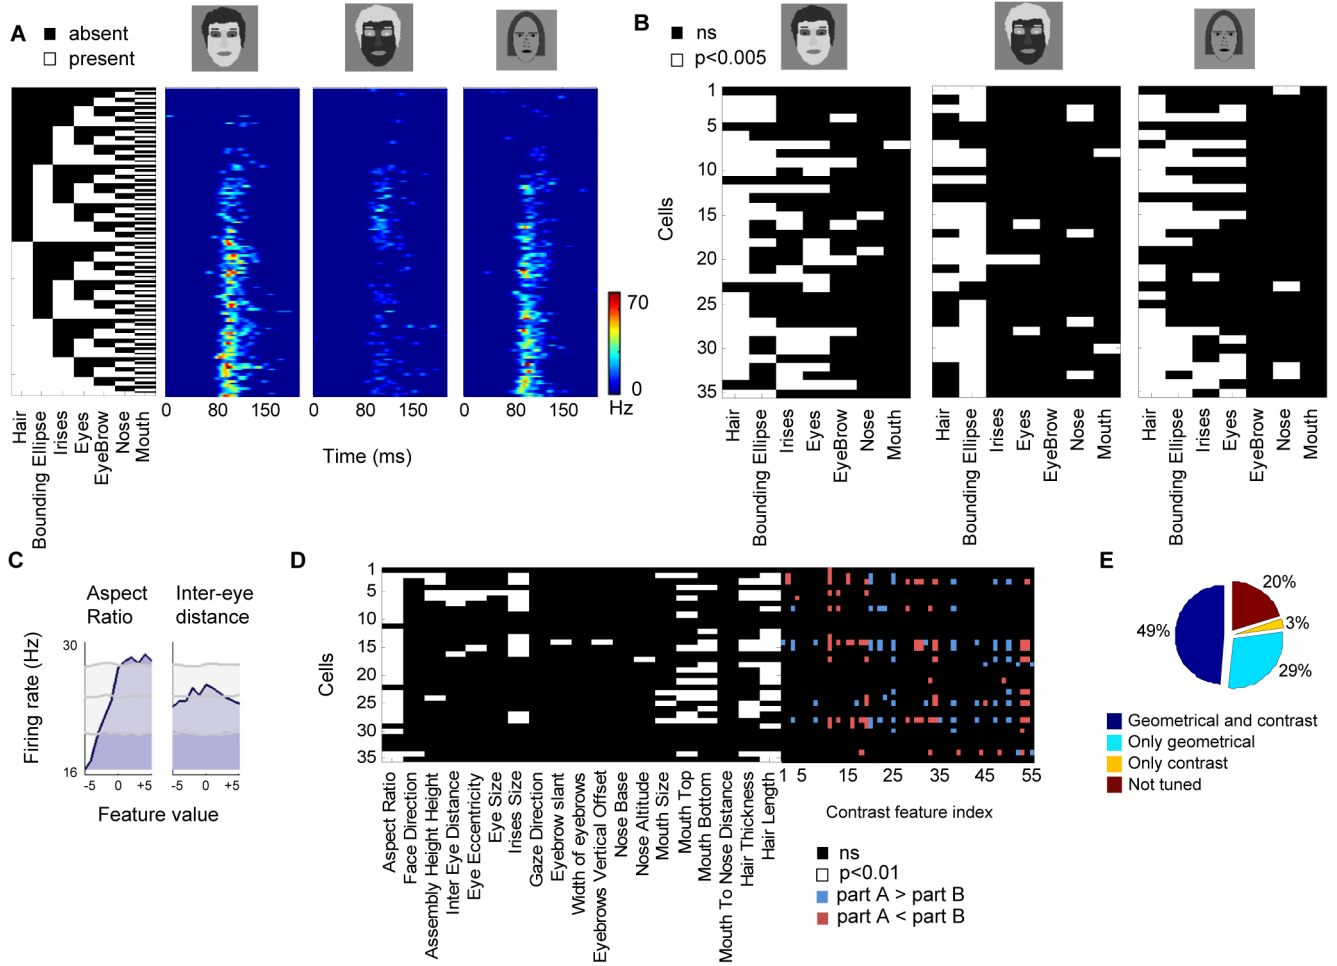 A
absent
present
0 80 150
0 80 150
0 80 150
70
0
Hz
Time (ms)
Hair
Bounding Ellipse
Irises
Eyes
EyeBrow
Nose
Mouth
B
ns
p<0.005
1
5
10
15
20
25
30
35
Cells
Hair
Bounding Ellipse
Irises
Eyes
EyeBrow
Nose
Mouth
Hair
Bounding Ellipse
Irises
Eyes
EyeBrow
Nose
Mouth
Hair
Bounding Ellipse
Irises
Eyes
EyeBrow
Nose
Mouth
C
Aspect
Ratio
Inter-eye
distance
30
16
Firing rate (Hz)
-5 0 +5
-5 0 +5
Feature value
D
1
5
10
15
20
25
30
35
Cells
Aspect Ratio
Face Direction
Assembly Height Height
Inter Eye Distance
Eye Eccentricity
Eye Size
Irises Size
Gaze Direction
Eyebrow slant
Width of eyebrows
Eyebrows Vertical Offset
Nose Base
Nose Altitude
Mouth Size
Mouth Top
Mouth Bottom
Mouth To Nose Distance
Hair Thickness
Hair Length
1 5 15 25 35 45 55
Contrast feature index
ns
p<0.01
part A > part B
part A < part B
E
20%
3%
29%
49%
Geometrical and contrast
Only geometrical
Only contrast
Not tuned